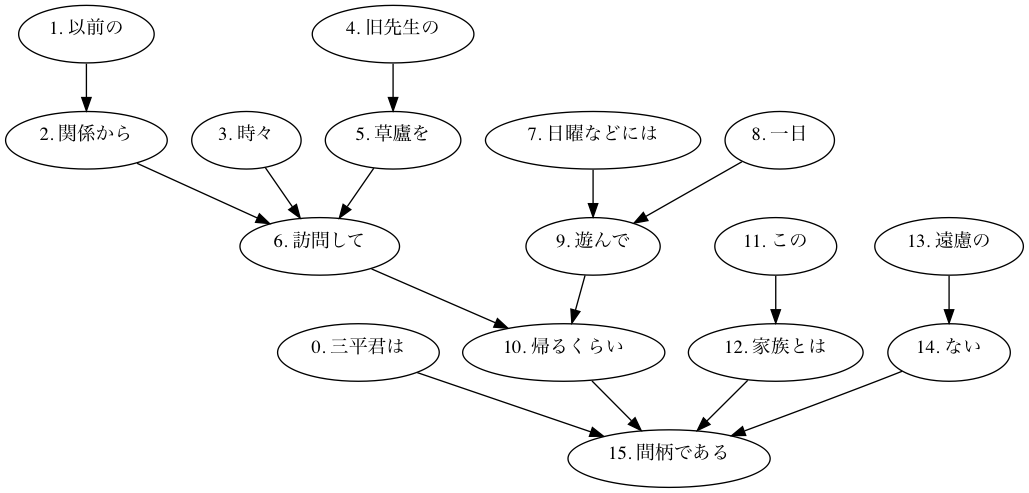 1. 以前の
4. 旧先生の
2. 関係から
3. 時々
5. 草廬を
7. 日曜などには
8. 一日
6. 訪問して
9. 遊んで
11. この
13. 遠慮の
0. 三平君は
10. 帰るくらい
12. 家族とは
14. ない
15. 間柄である